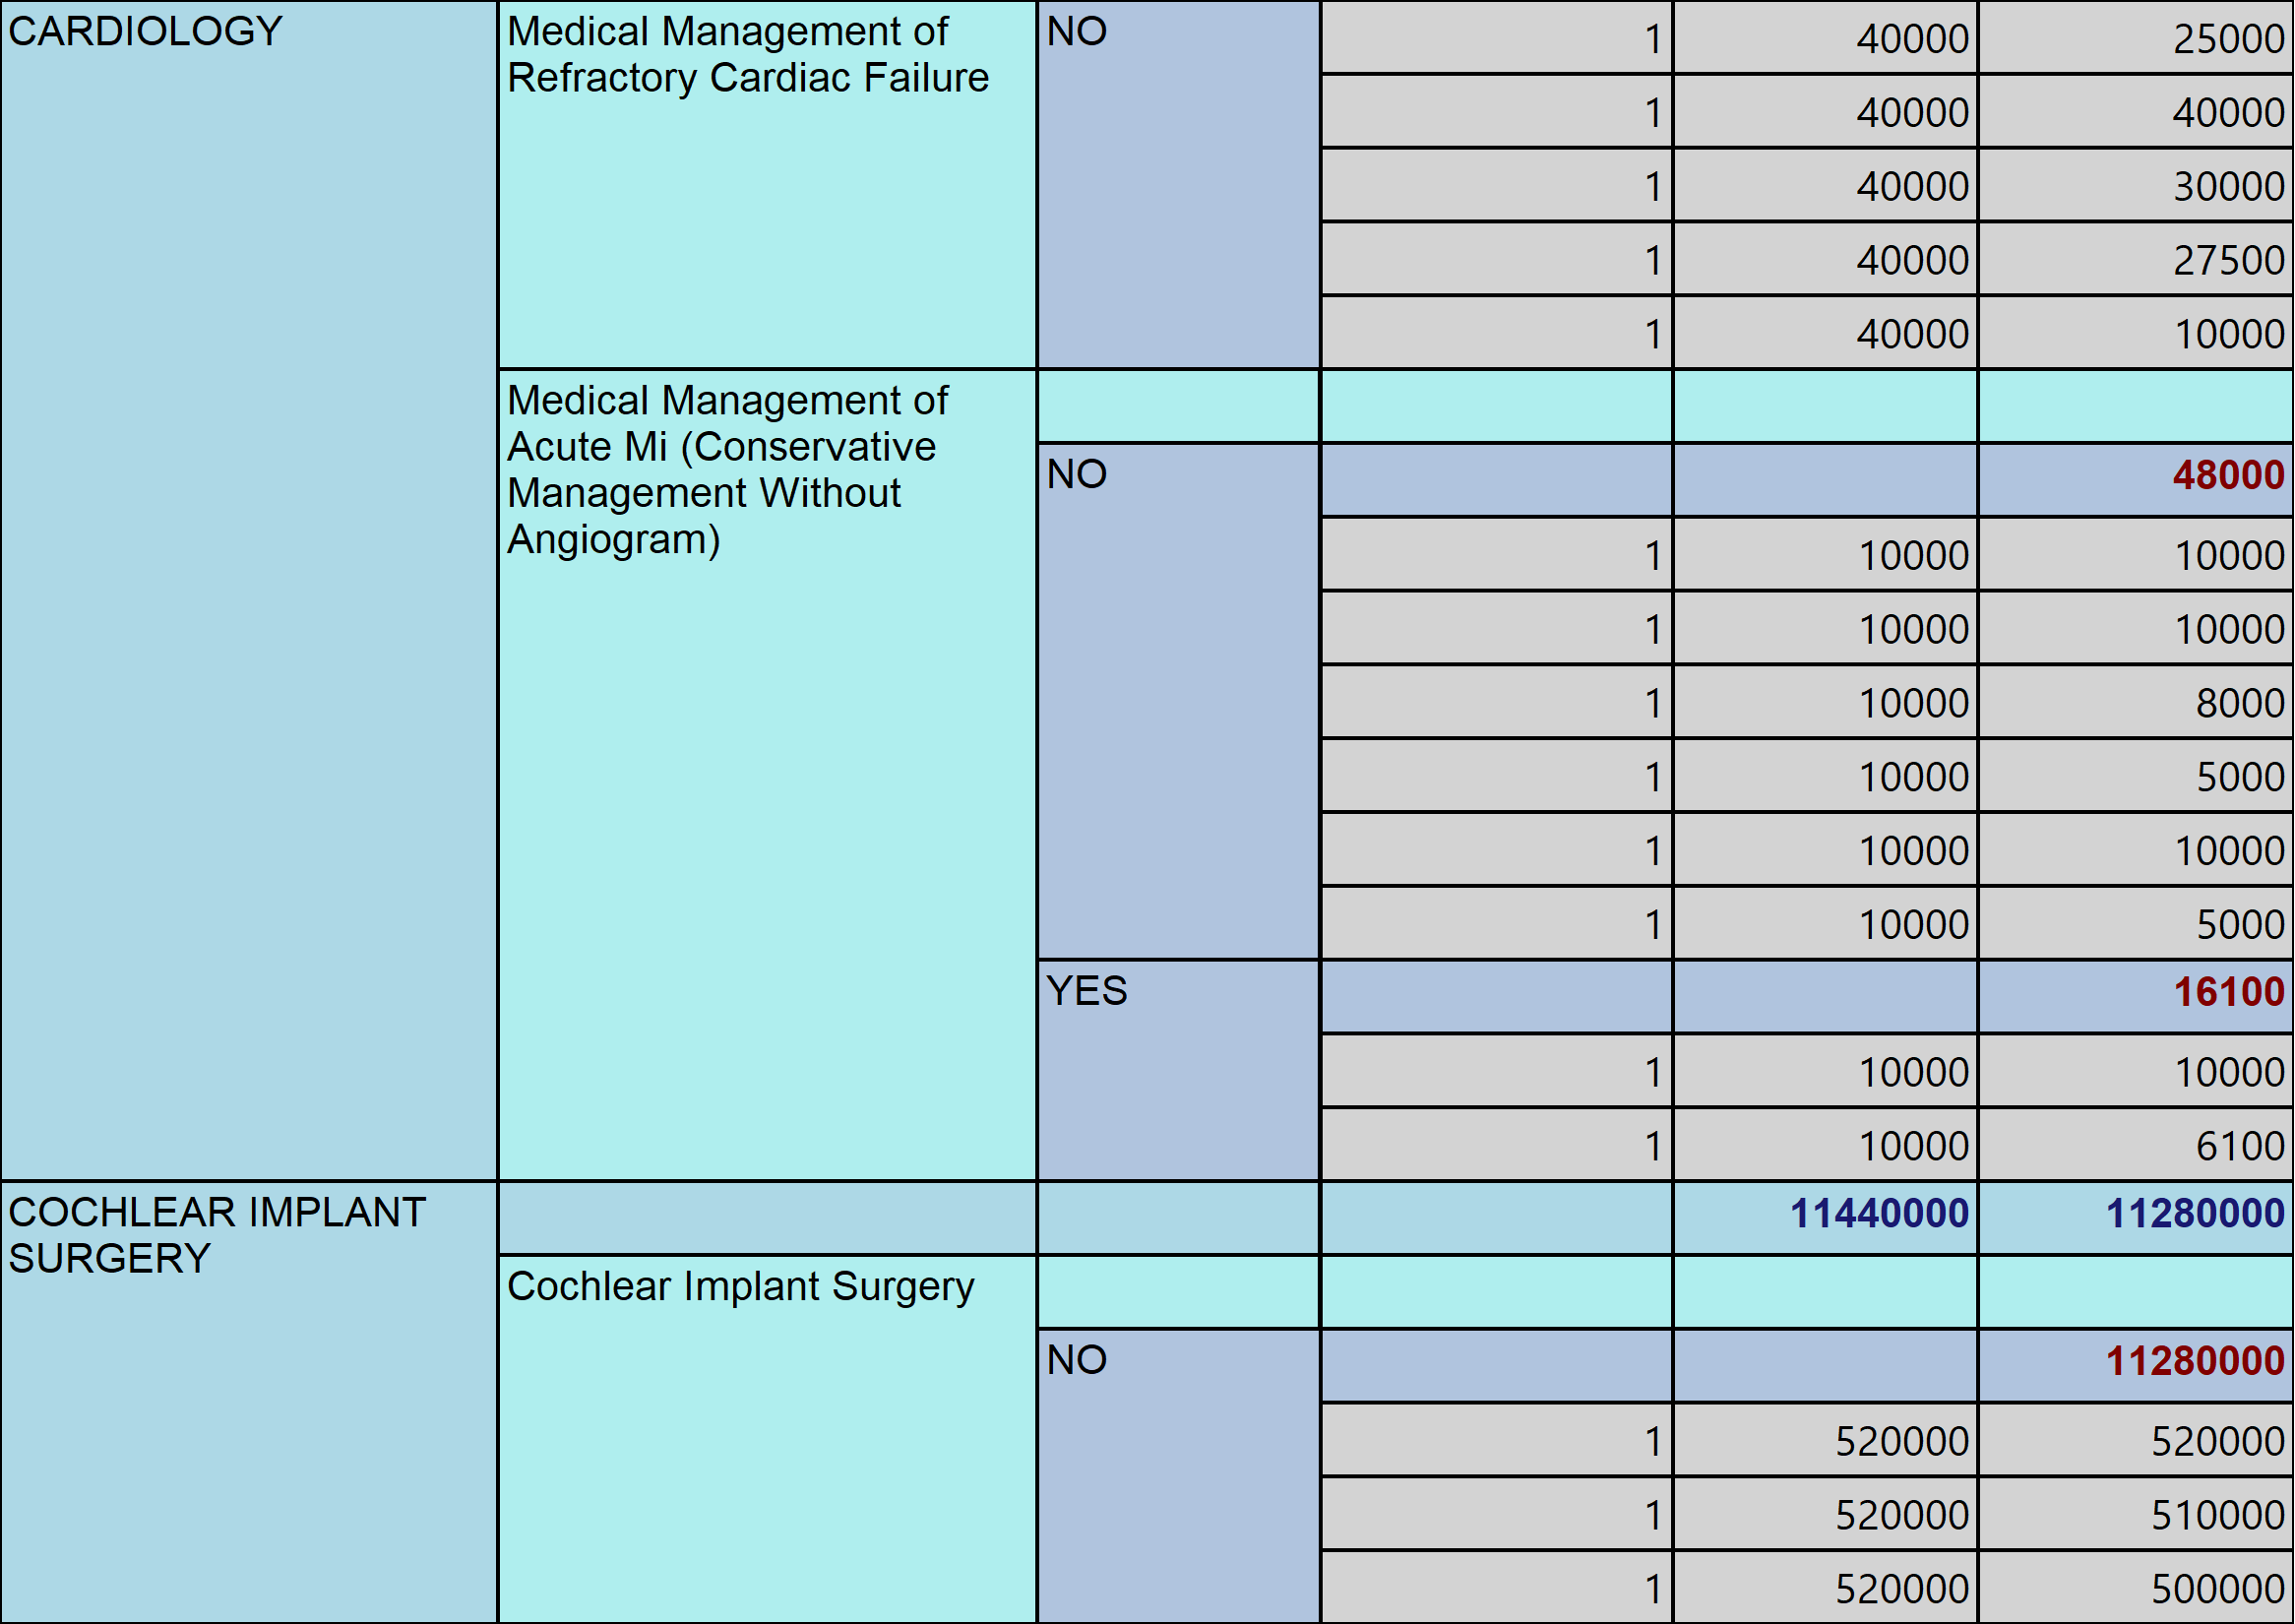 CARDIOLOGY
Medical Management of
Refractory Cardiac Failure
NO
1 40000 25000
1 40000 40000
1 40000 30000
1 40000 27500
1 40000 10000
Medical Management of
Acute Mi (Conservative
Management Without
Angiogram)
NO
48000
1 10000 10000
1 10000 10000
1 10000 8000
1 10000 5000
1 10000 10000
1 10000 5000
YES
16100
1 10000 10000
1 10000 6100
COCHLEAR IMPLANT
SURGERY
11440000 11280000
Cochlear Implant Surgery
NO
11280000
1 520000 520000
1 520000 510000
1 520000 500000